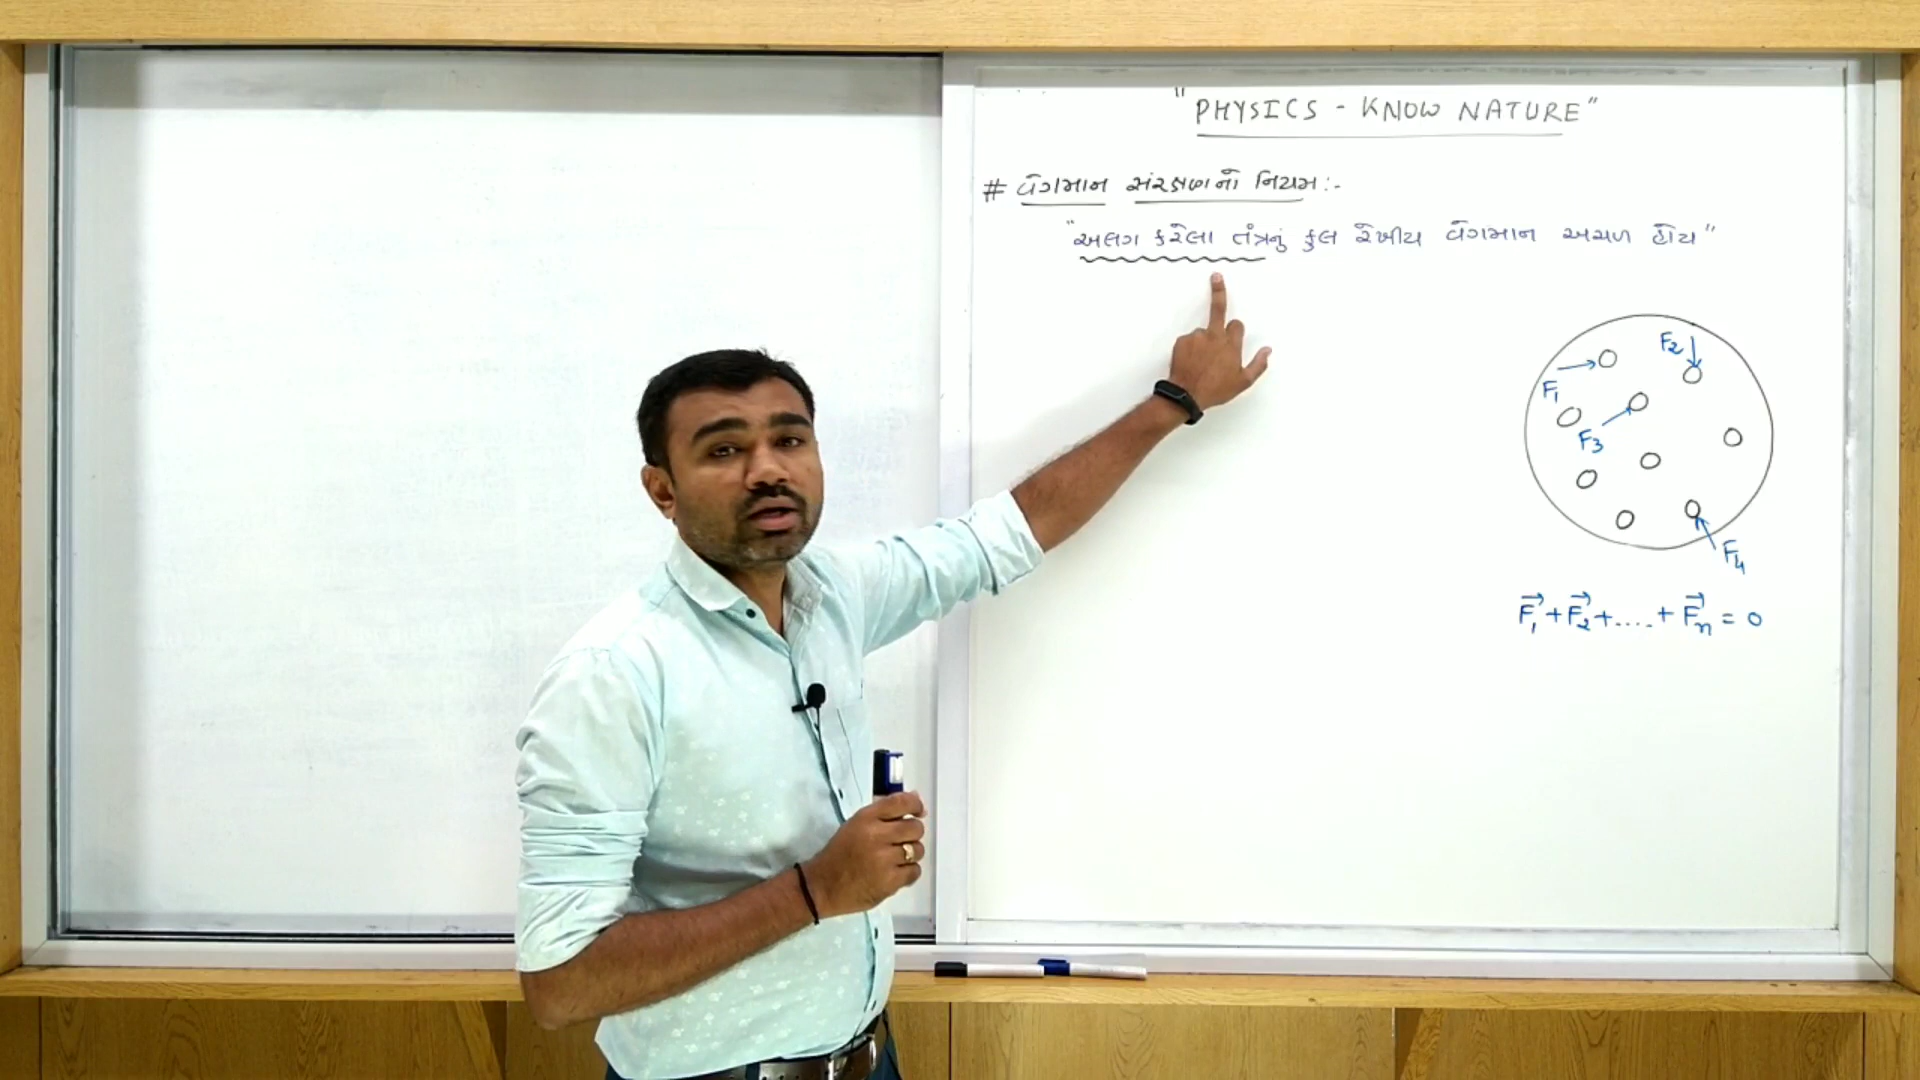 "PHYSICS - KNOW NATURE"
# વેગમાન સંરક્ષણનો નિયમ :-
"અલગ કરેલા તંત્રનું કુલ રેખીય વેગમાન અચળ હોય"
F₁
F₂
F₃
F₄
F⃗₁ + F⃗₂ + .... + F⃗ₙ = 0